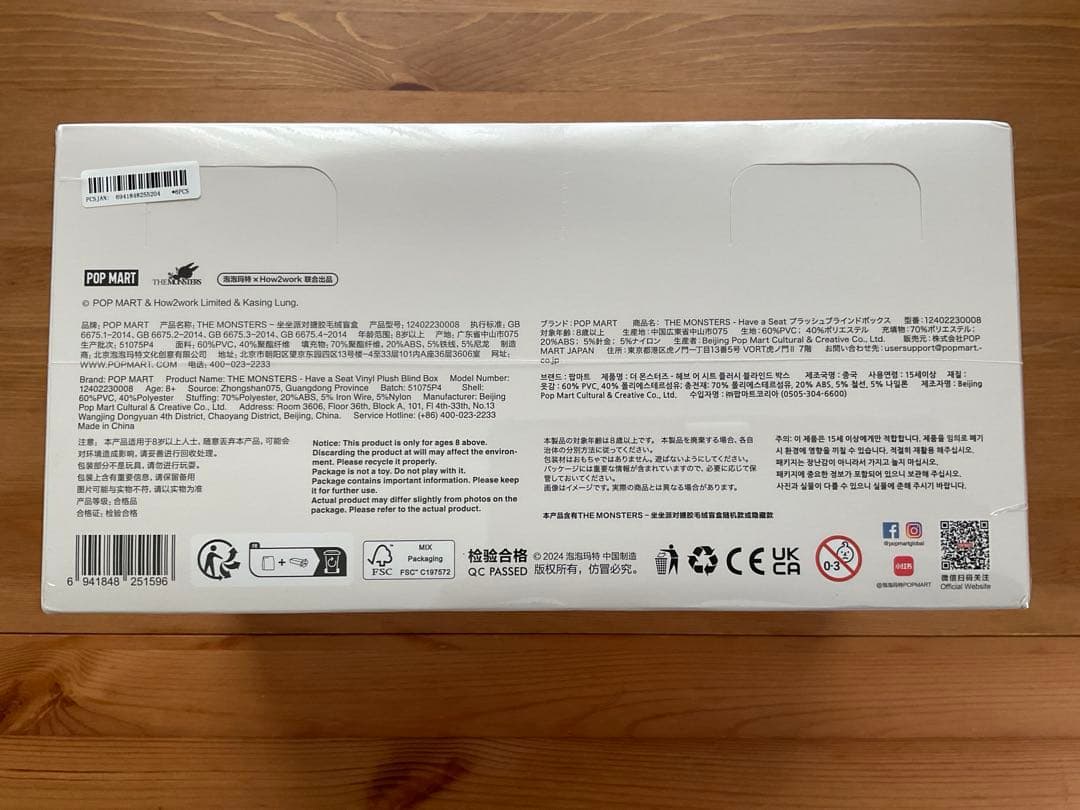 PCSJAN: 6941848255204 *6PCS
POP MART THE MONSTERS 泡泡玛特 × How2work 联合出品
© POP MART & How2work Limited & Kasing Lung.
品牌: POP MART 产品名称: THE MONSTERS – 坐坐派对搪胶毛绒盲盒 产品型号: 12402230008 执行标准: GB
6675.1–2014、GB 6675.2–2014、GB 6675.3–2014、GB 6675.4–2014 年龄范围: 8岁以上 产地: 广东省中山市075
生产批次: 51075P4 面料: 60%PVC, 40%聚酯纤维 填充物: 70%聚酯纤维, 20%ABS, 5%铁线, 5%尼龙 制造
商: 北京泡泡玛特文化创意有限公司 地址: 北京市朝阳区望京东园四区13号楼-4至33层101内A座36层3606室 网址:
WWW.POPMART.COM 电话: 400–023–2233
Brand: POP MART Product Name: THE MONSTERS - Have a Seat Vinyl Plush Blind Box Model Number:
12402230008 Age: 8+ Source: Zhongshan075, Guangdong Province Batch: 51075P4 Shell:
60%PVC, 40%Polyester Stuffing: 70%Polyester, 20%ABS, 5% Iron Wire, 5%Nylon Manufacturer: Beijing
Pop Mart Cultural & Creative Co., Ltd. Address: Room 3606, Floor 36th, Block A, 101, Fl 4th-33th, No.13
Wangjing Dongyuan 4th District, Chaoyang District, Beijing, China. Service Hotline: (+86) 400-023-2233
Made in China
ブランド: POP MART 商品名: THE MONSTERS - Have a Seat プラッシュブラインドボックス 型番: 12402230008
対象年齢: 8歳以上 生産地: 中国広東省中山市075 生地: 60%PVC; 40%ポリエステル 充填物: 70%ポリエステル;
20%ABS; 5%針金; 5%ナイロン 生産者: Beijing Pop Mart Cultural & Creative Co., Ltd. 販売元: 株式会社POP
MART JAPAN 住所: 東京都港区虎ノ門一丁目13番5号 VORT虎ノ門Ⅱ 7階 お問い合わせ先: usersupport@popmart.-
co.jp
브랜드: 팝마트 제품명: 더 몬스터즈 - 해브 어 시트 플러시 블라인드 박스 제조국명: 중국 사용연령: 15세이상 재질:
옷감: 60% PVC, 40% 폴리에스테르섬유; 충전재: 70% 폴리에스테르섬유, 20% ABS, 5% 철선, 5% 나일론 제조자명: Beijing
Pop Mart Cultural & Creative Co., Ltd. 수입자명: ㈜팝마트코리아 (0505-304-6600)
注意: 本产品适用于8岁以上人士, 随意丢弃本产品, 可能会
对环境造成影响, 请妥善进行回收处理。
包装部分不是玩具, 请勿进行玩耍。
包装上含有重要信息, 请保留备用
图片可能与实物不符, 请以实物为准
产品等级: 合格品
合格证: 检验合格
Notice: This product is only for ages 8 above.
Discarding the product at will may affect the environ-
ment. Please recycle it properly.
Package is not a toy. Do not play with it.
Package contains important information. Please keep
it for further use.
Actual product may differ slightly from photos on the
package. Please refer to the actual product.
本製品の対象年齢は8歳以上です。 本製品を廃棄する場合、各自
治体の分別方法に従ってください。
包装材はおもちゃではありません。遊ばないようにしてください。
パッケージには重要な情報が含まれていますので、必要に応じて保
管しておいてください。
画像はイメージです。実際の商品とは異なる場合があります。
주의: 이 제품은 15세 이상에게만 적합합니다. 제품을 임의로 폐기
시 환경에 영향을 끼칠 수 있습니다. 적절히 재활용 해주십시오.
패키지는 장난감이 아니라서 가지고 놀지 마십시오.
패키지에 중요한 정보가 포함되어 있으니 보관해 주십시오.
사진과 실물이 다를 수 있으니 실물에 준해 주시기 바랍니다.
本产品含有THE MONSTERS – 坐坐派对搪胶毛绒盲盒随机款或隐藏款
6 941848 251596
FR
FSC
MIX
Packaging
FSC™ C197572
检验合格
QC PASSED
© 2024 泡泡玛特 中国制造
版权所有, 仿冒必究。
CE
UK
CA
0-3
@popmartglobal
小红书
@泡泡玛特POPMART
微信扫码关注
Official Website